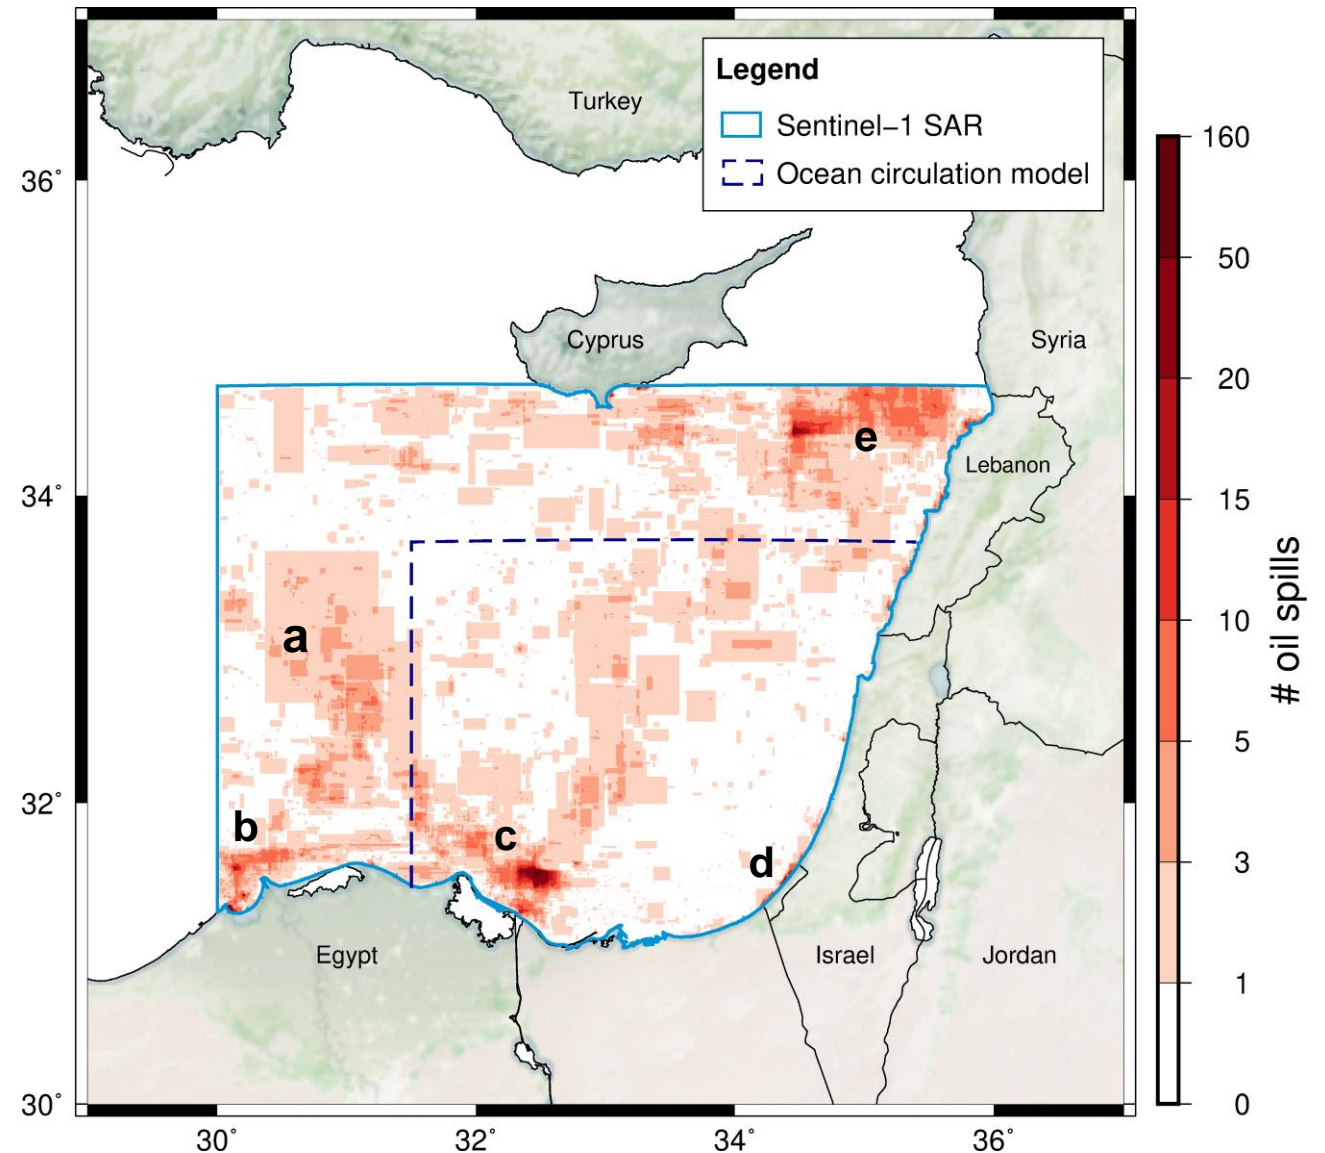 Turkey
Legend
Sentinel−1 SAR
Ocean circulation model
160
36˚
50
Cyprus
Syria
20
e
Lebanon
34˚
15
# oil spills
10
a
5
32˚
b
c
d
3
Egypt
Israel
Jordan
1
30˚
0
30˚
32˚
34˚
36˚